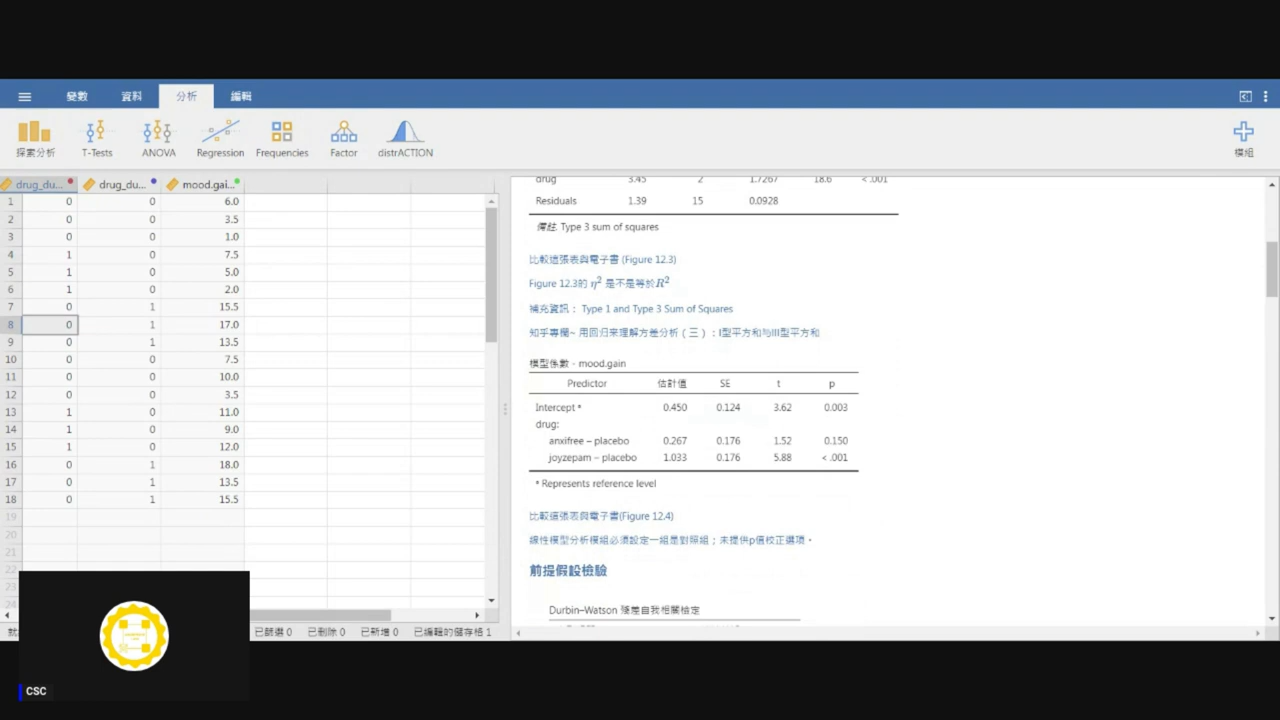 變數 資料 分析 編輯
探索分析 T-Tests ANOVA Regression Frequencies Factor distrACTION 模組
drug_du... drug_du... mood.gai...
1 0 0 6.0
2 0 0 3.5
3 0 0 1.0
4 1 0 7.5
5 1 0 5.0
6 1 0 2.0
7 0 1 15.5
8 0 1 17.0
9 0 1 13.5
10 0 0 7.5
11 0 0 10.0
12 0 0 3.5
13 1 0 11.0
14 1 0 9.0
15 1 0 12.0
16 0 1 18.0
17 0 1 13.5
18 0 1 15.5
19
20
21
22
23
24
已篩選 0 已刪除 0 已新增 0 已編輯的儲存格 1
CSC
drug 3.45 2 1.7267 18.6 < .001
Residuals 1.39 15 0.0928
Type 3 sum of squares
比較這張表與電子書 (Figure 12.3)
Figure 12.3的 η² 是不是等於R²
補充資訊： Type 1 and Type 3 Sum of Squares
知乎專欄~ 用回归来理解方差分析（三）：I型平方和与III型平方和
模型係數 - mood.gain
Predictor 估計值 SE t p
Intercept ᵃ 0.450 0.124 3.62 0.003
drug:
anxifree – placebo 0.267 0.176 1.52 0.150
joyzepam – placebo 1.033 0.176 5.88 < .001
ᵃ Represents reference level
比較這張表與電子書(Figure 12.4)
線性模型分析模組必須設定一組是對照組；未提供p值校正選項。
前提假設檢驗
Durbin–Watson 殘差自我相關檢定